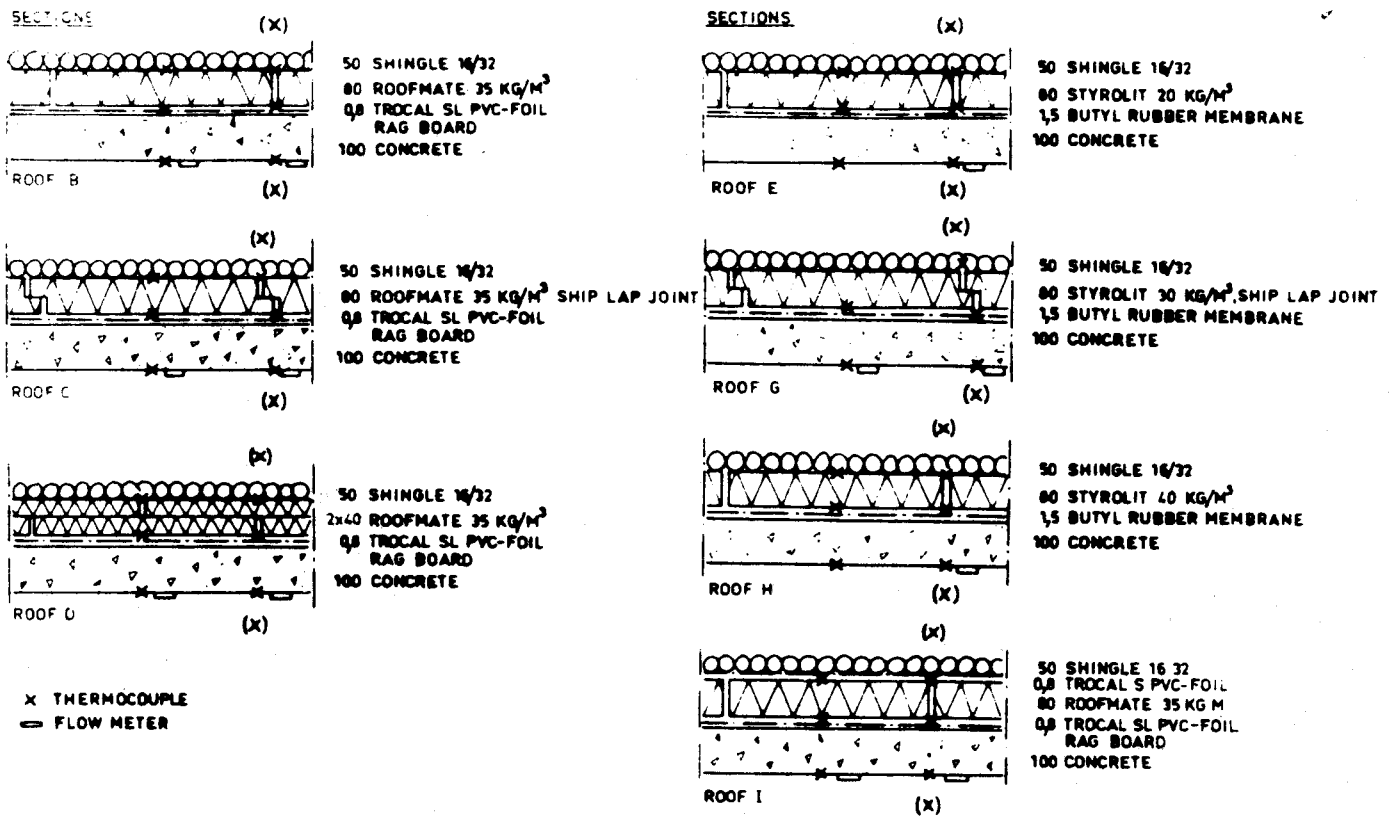 SECTIONS
(X)
50 SHINGLE 16/32
80 ROOFMATE 35 KG/M³
0,8 TROCAL SL PVC-FOIL
RAG BOARD
100 CONCRETE
ROOF B
(X)
(X)
50 SHINGLE 16/32
80 ROOFMATE 35 KG/M³ SHIP LAP JOINT
0,8 TROCAL SL PVC-FOIL
RAG BOARD
100 CONCRETE
ROOF C
(X)
(X)
50 SHINGLE 16/32
2x40 ROOFMATE 35 KG/M³
0,8 TROCAL SL PVC-FOIL
RAG BOARD
100 CONCRETE
ROOF D
(X)
X THERMOCOUPLE
FLOW METER
SECTIONS
(X)
50 SHINGLE 16/32
80 STYROLIT 20 KG/M³
1,5 BUTYL RUBBER MEMBRANE
100 CONCRETE
ROOF E
(X)
(X)
50 SHINGLE 16/32
80 STYROLIT 30 KG/M³, SHIP LAP JOINT
1,5 BUTYL RUBBER MEMBRANE
100 CONCRETE
ROOF G
(X)
(X)
50 SHINGLE 16/32
80 STYROLIT 40 KG/M³
1,5 BUTYL RUBBER MEMBRANE
100 CONCRETE
ROOF H
(X)
(X)
50 SHINGLE 16 32
0,8 TROCAL S PVC-FOIL
80 ROOFMATE 35 KG M
0,8 TROCAL SL PVC-FOIL
RAG BOARD
100 CONCRETE
ROOF I
(X)